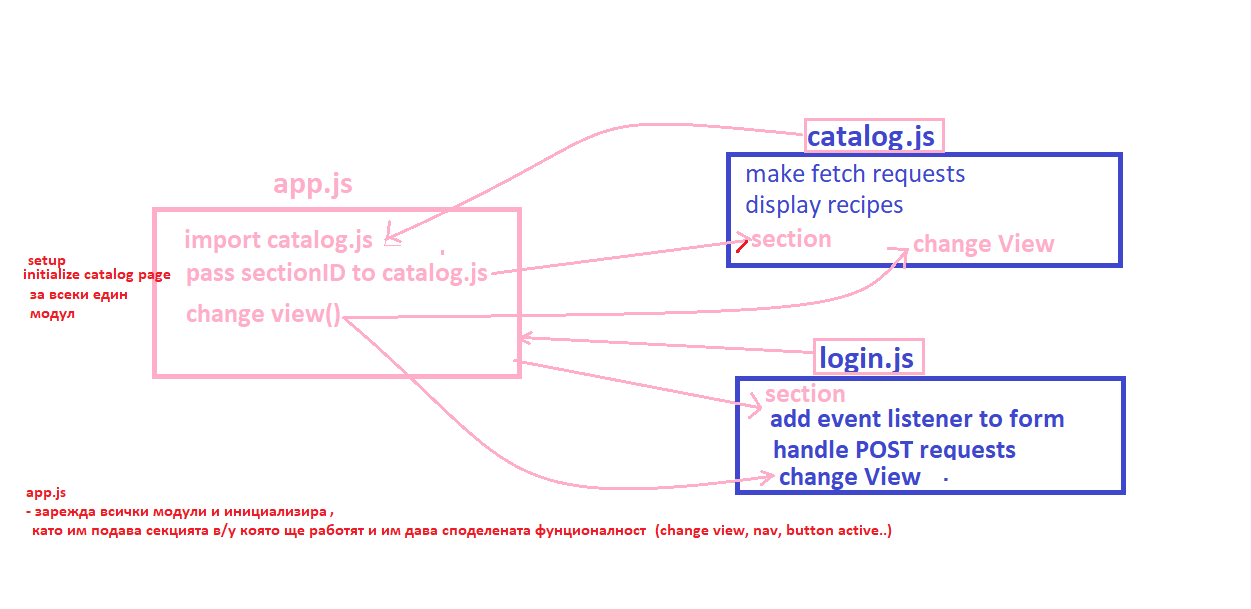 catalog.js
make fetch requests
display recipes
section
change View
app.js
import catalog.js
pass sectionID to catalog.js
change view()
setup
initialize catalog page
за всеки един
модул
login.js
section
add event listener to form
handle POST requests
change View
app.js
- зарежда всички модули и инициализира ,
като им подава секцията в/у която ще работят и им дава споделената фунционалност (change view, nav, button active..)